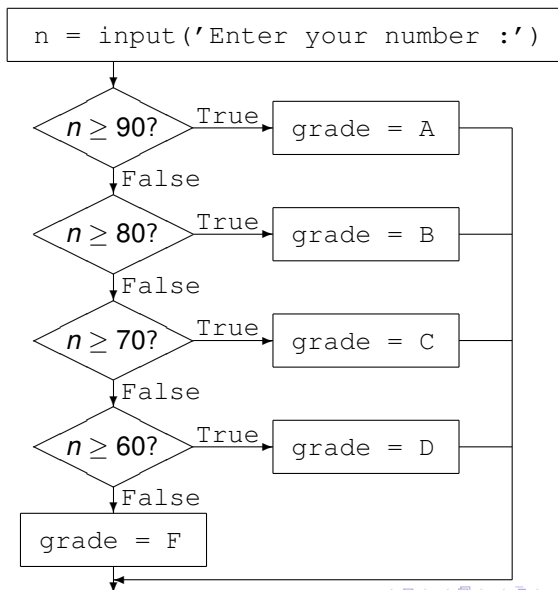 n = input('Enter your number :')
n ≥ 90?
True
grade = A
False
n ≥ 80?
True
grade = B
False
n ≥ 70?
True
grade = C
False
n ≥ 60?
True
grade = D
False
grade = F